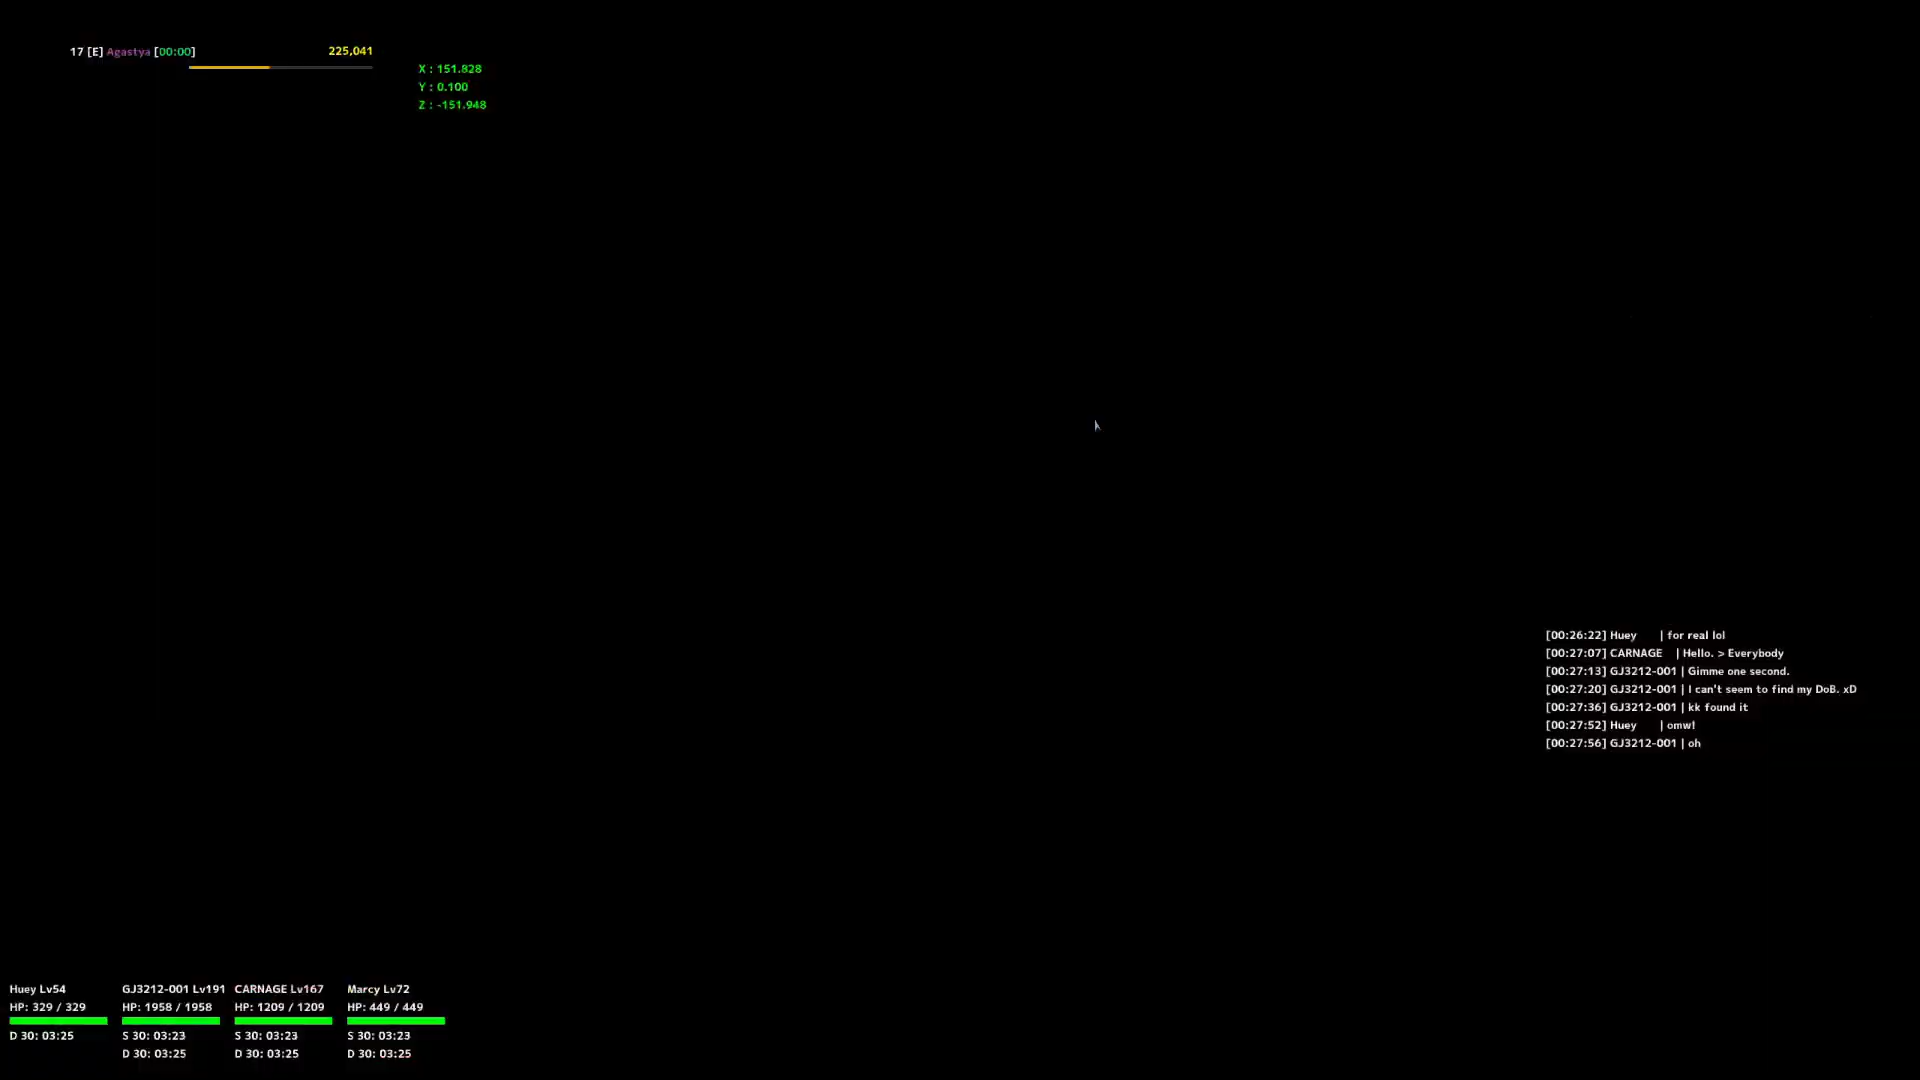 17 [E] Agastya [00:00] 225,041
X : 151.828
Y : 0.100
Z : -151.948
[00:26:22] Huey | for real lol
[00:27:07] CARNAGE | Hello. > Everybody
[00:27:13] GJ3212-001 | Gimme one second.
[00:27:20] GJ3212-001 | I can't seem to find my DoB. xD
[00:27:36] GJ3212-001 | kk found it
[00:27:52] Huey | omw!
[00:27:56] GJ3212-001 | oh
Huey Lv54 GJ3212-001 Lv191 CARNAGE Lv167 Marcy Lv72
HP: 329 / 329 HP: 1958 / 1958 HP: 1209 / 1209 HP: 449 / 449
D 30: 03:25 S 30: 03:23 S 30: 03:23 S 30: 03:23
D 30: 03:25 D 30: 03:25 D 30: 03:25